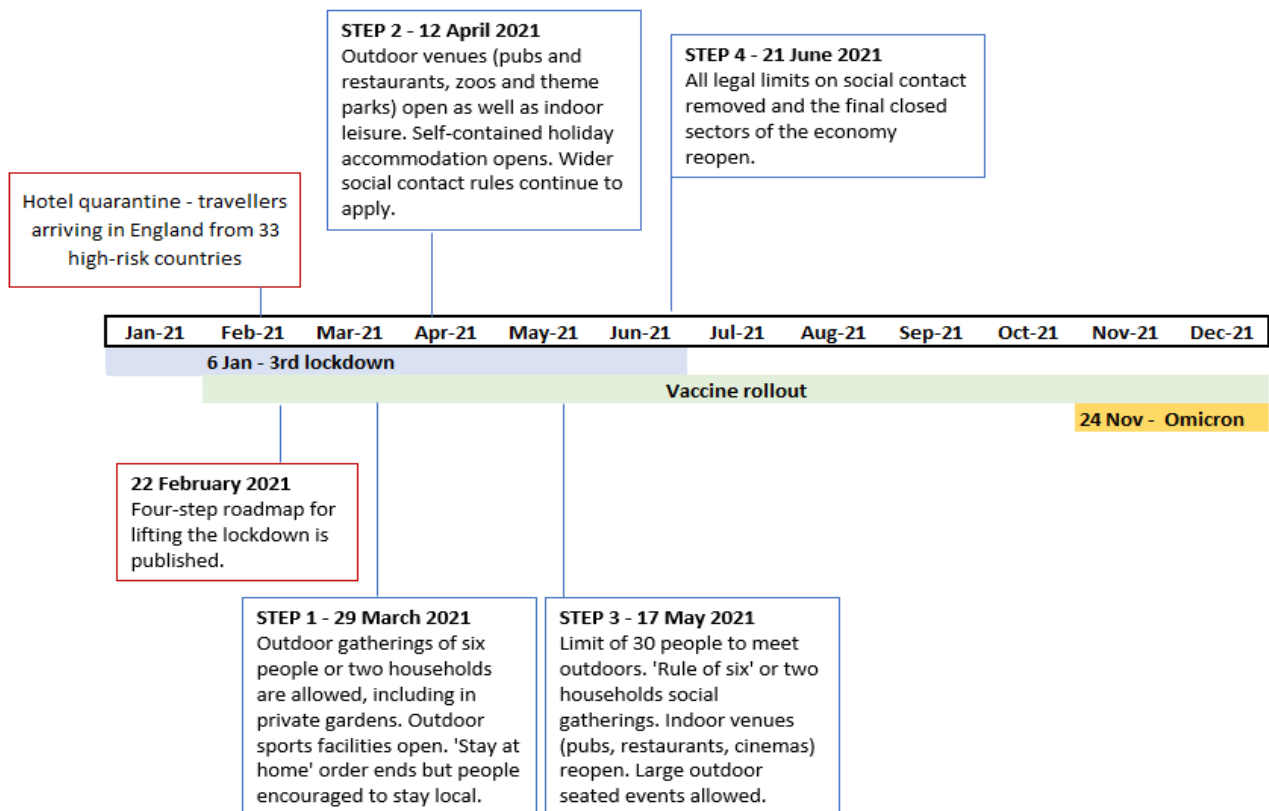 STEP 2 - 12 April 2021
Outdoor venues (pubs and
restaurants, zoos and theme
parks) open as well as indoor
leisure. Self-contained holiday
accommodation opens. Wider
social contact rules continue to
apply.
STEP 4 - 21 June 2021
All legal limits on social contact
removed and the final closed
sectors of the economy
reopen.
Hotel quarantine - travellers
arriving in England from 33
high-risk countries
Jan-21 Feb-21 Mar-21 Apr-21 May-21 Jun-21 Jul-21 Aug-21 Sep-21 Oct-21 Nov-21 Dec-21
6 Jan - 3rd lockdown
Vaccine rollout
24 Nov - Omicron
22 February 2021
Four-step roadmap for
lifting the lockdown is
published.
STEP 1 - 29 March 2021
Outdoor gatherings of six
people or two households
are allowed, including in
private gardens. Outdoor
sports facilities open. 'Stay at
home' order ends but people
encouraged to stay local.
STEP 3 - 17 May 2021
Limit of 30 people to meet
outdoors. 'Rule of six' or two
households social
gatherings. Indoor venues
(pubs, restaurants, cinemas)
reopen. Large outdoor
seated events allowed.